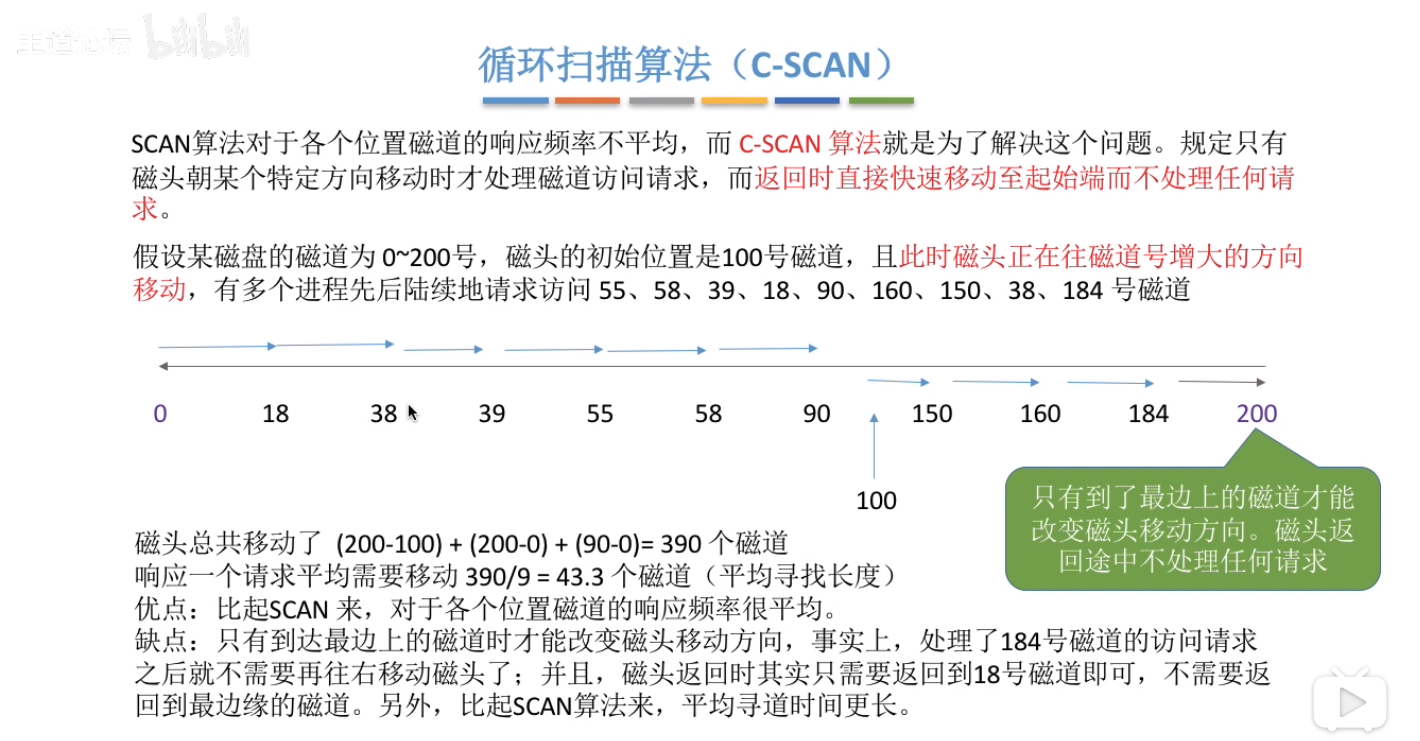 王道论坛 bilibili
循环扫描算法（C-SCAN）
SCAN算法对于各个位置磁道的响应频率不平均，而 C-SCAN 算法就是为了解决这个问题。规定只有
磁头朝某个特定方向移动时才处理磁道访问请求，而返回时直接快速移动至起始端而不处理任何请
求。
假设某磁盘的磁道为 0~200号，磁头的初始位置是100号磁道，且此时磁头正在往磁道号增大的方向
移动，有多个进程先后陆续地请求访问 55、58、39、18、90、160、150、38、184 号磁道
0 18 38 39 55 58 90 150 160 184 200
100
只有到了最边上的磁道才能
改变磁头移动方向。磁头返
回途中不处理任何请求
磁头总共移动了 (200-100) + (200-0) + (90-0)= 390 个磁道
响应一个请求平均需要移动 390/9 = 43.3 个磁道（平均寻找长度）
优点：比起SCAN 来，对于各个位置磁道的响应频率很平均。
缺点：只有到达最边上的磁道时才能改变磁头移动方向，事实上，处理了184号磁道的访问请求
之后就不需要再往右移动磁头了；并且，磁头返回时其实只需要返回到18号磁道即可，不需要返
回到最边缘的磁道。另外，比起SCAN算法来，平均寻道时间更长。